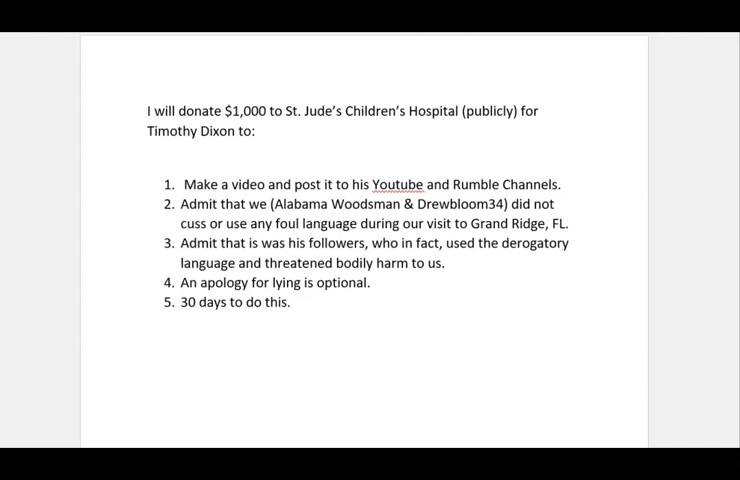 I will donate $1,000 to St. Jude's Children's Hospital (publicly) for
Timothy Dixon to:
1. Make a video and post it to his Youtube and Rumble Channels.
2. Admit that we (Alabama Woodsman & Drewbloom34) did not
cuss or use any foul language during our visit to Grand Ridge, FL.
3. Admit that is was his followers, who in fact, used the derogatory
language and threatened bodily harm to us.
4. An apology for lying is optional.
5. 30 days to do this.